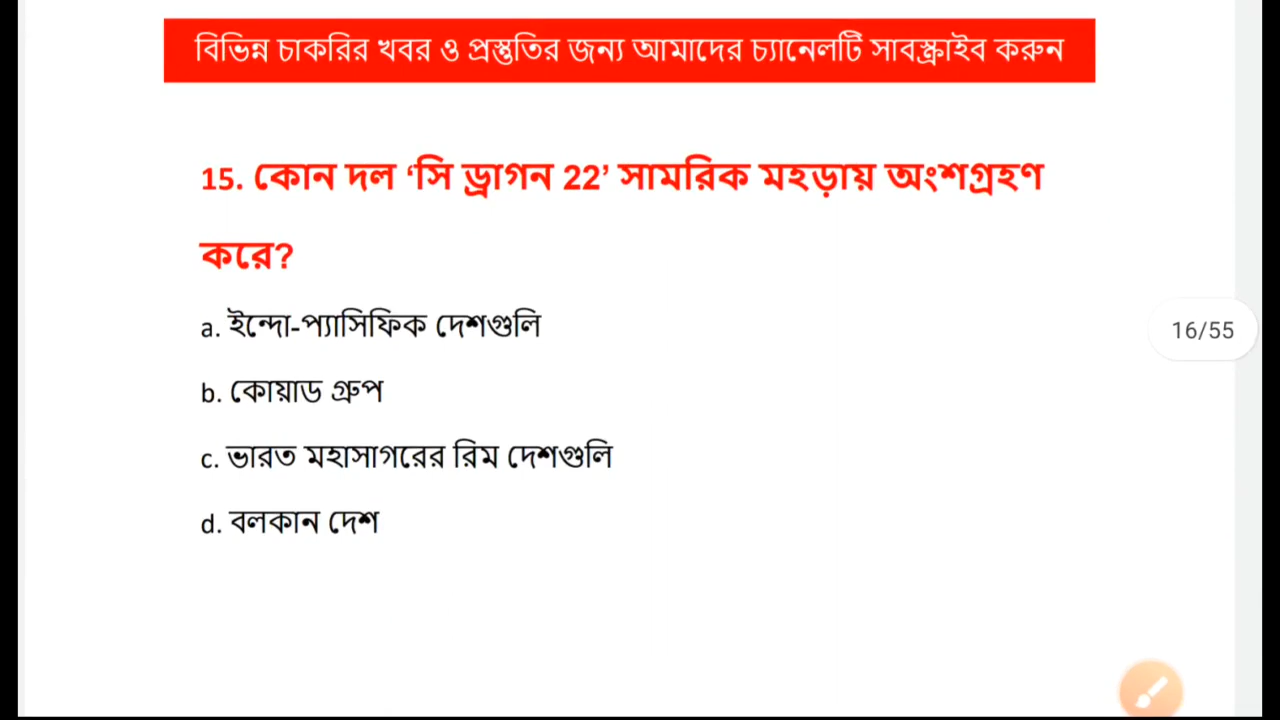 বিভিন্ন চাকরির খবর ও প্রস্তুতির জন্য আমাদের চ্যানেলটি সাবস্ক্রাইব করুন
15. কোন দল ‘সি ড্রাগন 22’ সামরিক মহড়ায় অংশগ্রহণ
করে?
a. ইন্দো-প্যাসিফিক দেশগুলি
16/55
b. কোয়াড গ্রুপ
c. ভারত মহাসাগরের রিম দেশগুলি
d. বলকান দেশ